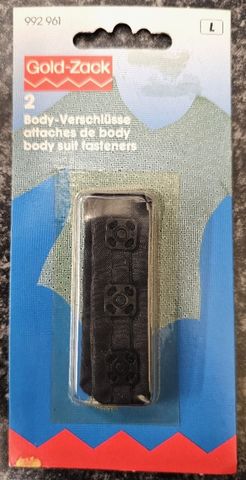 992 961
L
Gold-Zack
2
Body-Verschlüsse
attaches de body
body suit fasteners